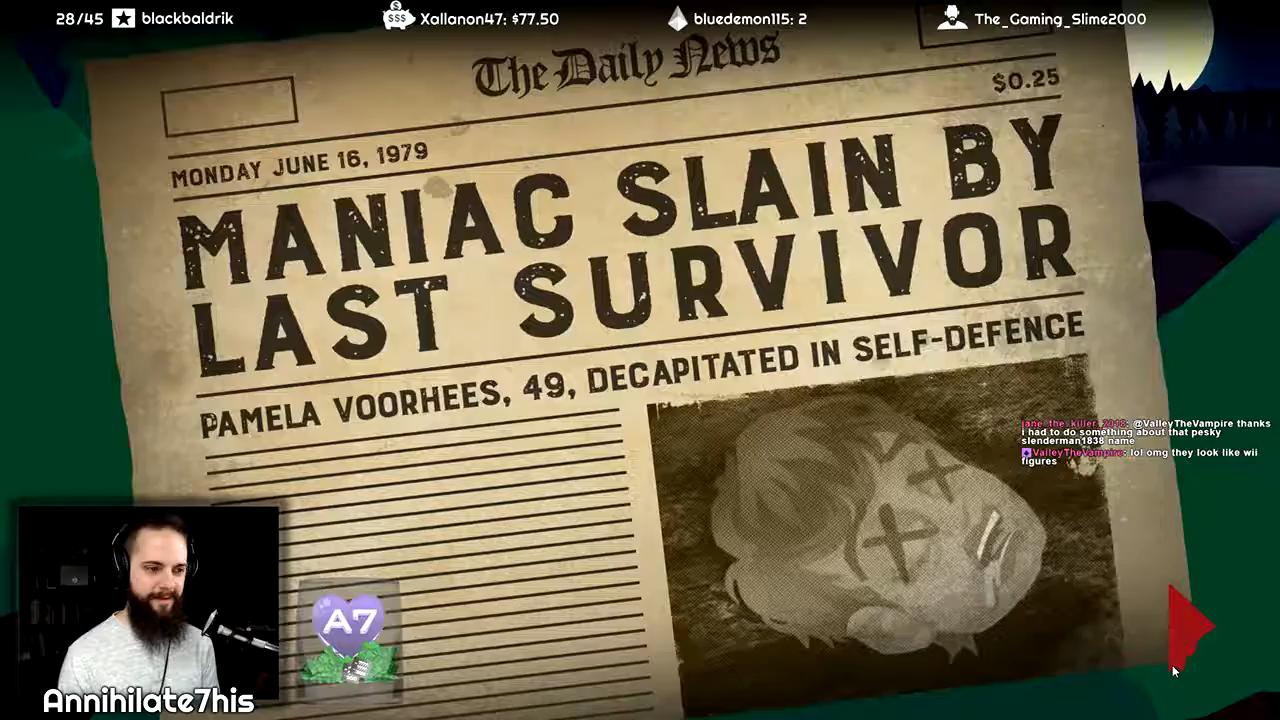 28/45 blackbaldrik
$
$$$
Xallanon47: $77.50
bluedemon115: 2
The_Gaming_Slime2000
The Daily News
$0.25
MONDAY JUNE 16, 1979
MANIAC SLAIN BY
LAST SURVIVOR
PAMELA VOORHEES, 49, DECAPITATED IN SELF-DEFENCE
jane_the_killer_2012: @ValleyTheVampire thanks
i had to do something about that pesky
slenderman1838 name
ValleyTheVampire: lol omg they look like wii
figures
A7
Annihilate7his